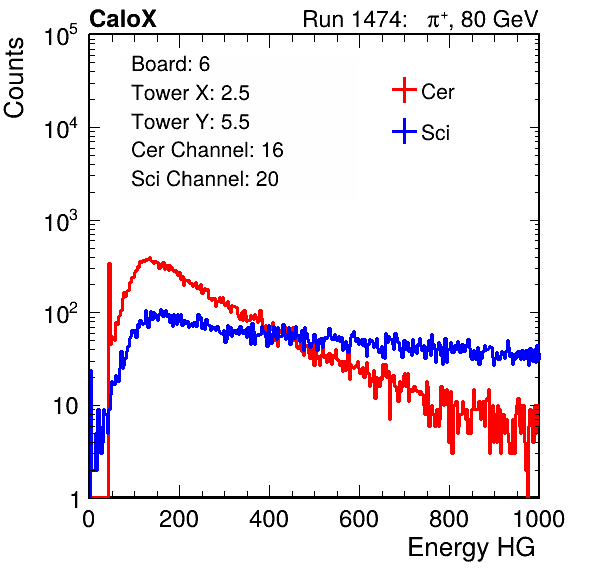 CaloX Run 1474: π⁺, 80 GeV
Counts
10⁵
10⁴
10³
10²
10
1
Board: 6
Tower X: 2.5
Tower Y: 5.5
Cer Channel: 16
Sci Channel: 20
Cer
Sci
0 200 400 600 800 1000
Energy HG